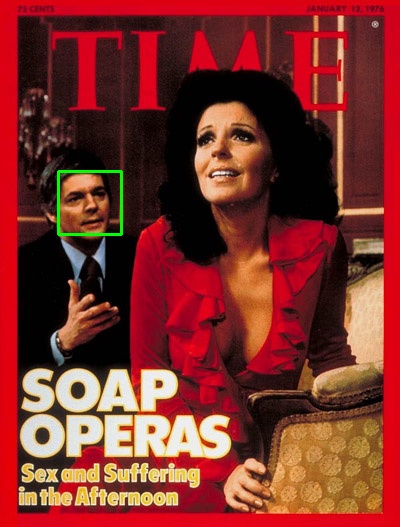 75 CENTS
JANUARY 12, 1976
®
TIME
SOAP
OPERAS
Sex and Suffering
in the Afternoon